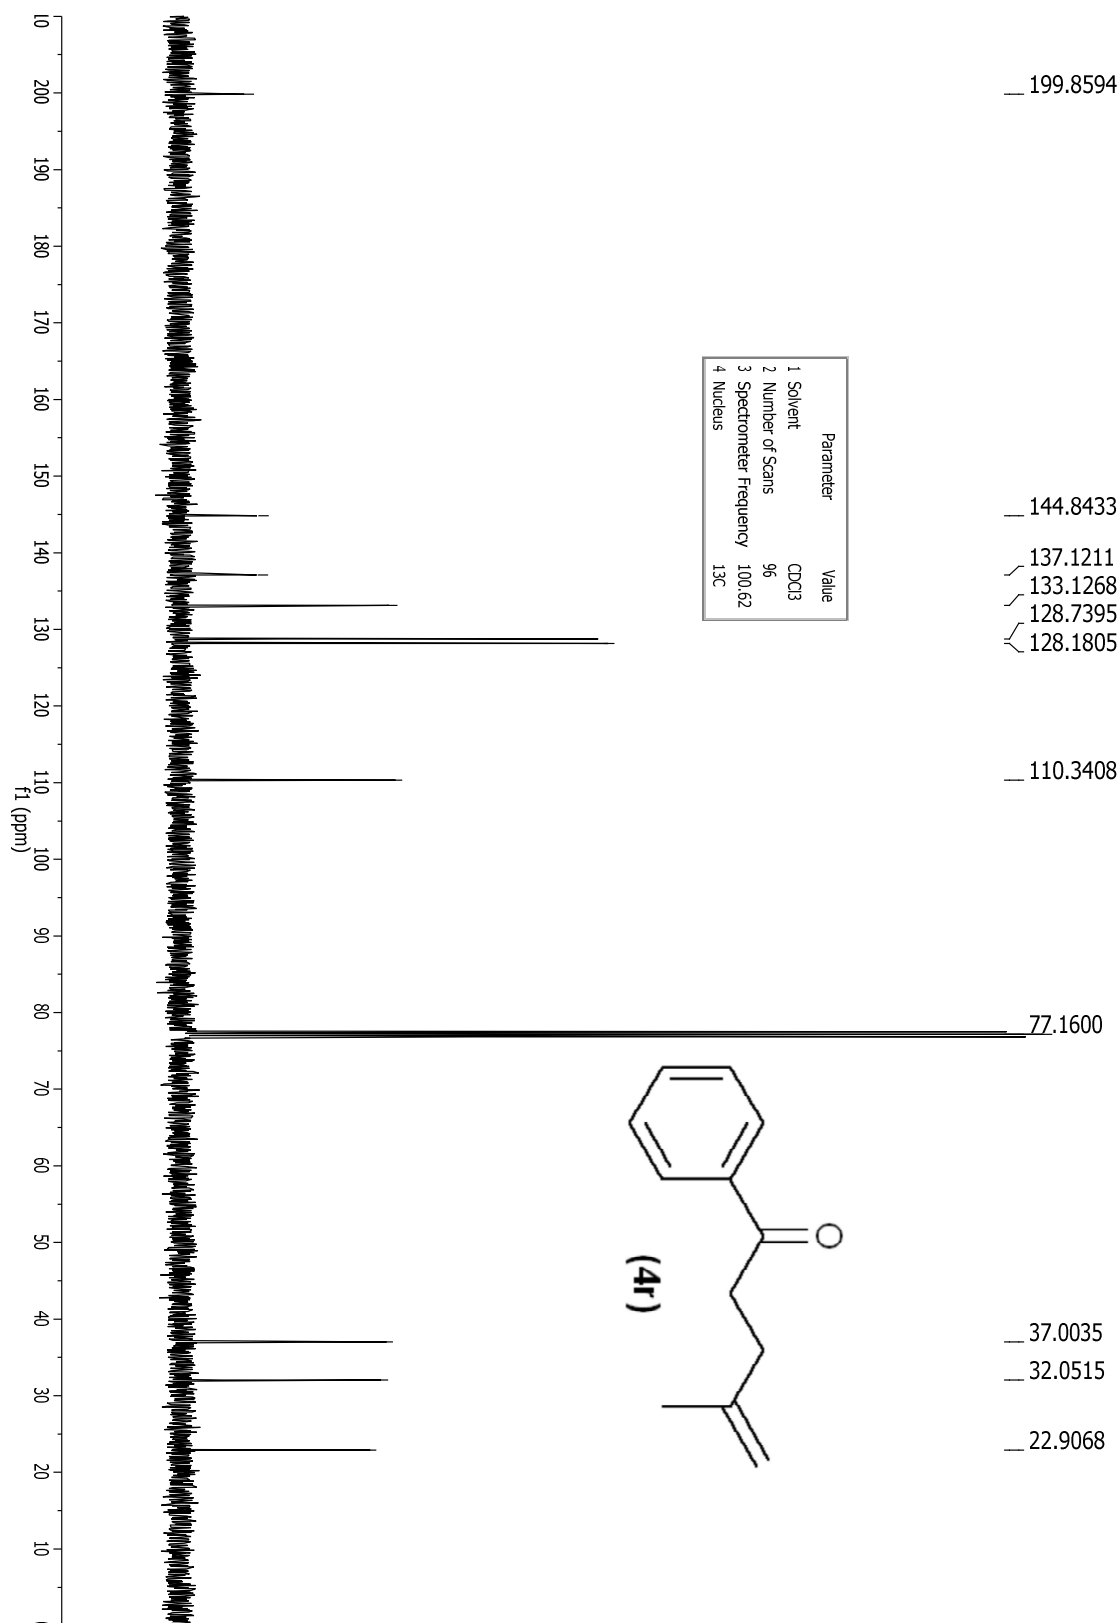 199.8594
144.8433
137.1211
133.1268
128.7395
128.1805
110.3408
77.1600
37.0035
32.0515
22.9068
Parameter Value
1 Solvent CDCl3
2 Number of Scans 96
3 Spectrometer Frequency 100.62
4 Nucleus 13C
O
(4r)
10 200 190 180 170 160 150 140 130 120 110 100 90 80 70 60 50 40 30 20 10
f1 (ppm)